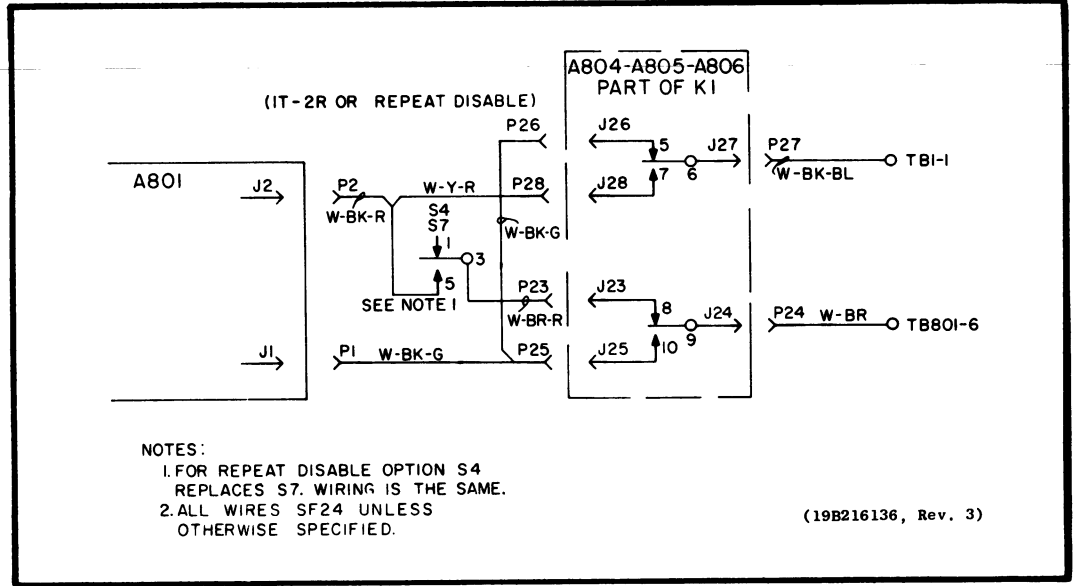 A804-A805-A806
PART OF K1
(IT-2R OR REPEAT DISABLE)
P26
J26
5
J27
P27
TB1-1
6
7
W-BK-BL
A801
J2
P2
W-Y-R
P28
J28
W-BK-R
S4
S7
1
W-BK-G
3
5
SEE NOTE 1
P23
J23
W-BR-R
8
J24
P24
W-BR
TB801-6
9
10
J1
P1
W-BK-G
P25
J25
NOTES:
1. FOR REPEAT DISABLE OPTION S4
REPLACES S7. WIRING IS THE SAME.
2. ALL WIRES SF24 UNLESS
OTHERWISE SPECIFIED.
(19B216136, Rev. 3)